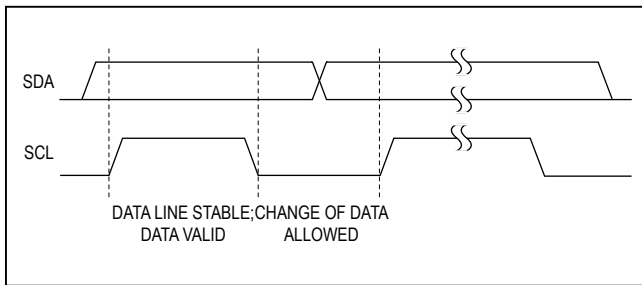 SDA
SCL
DATA LINE STABLE;
DATA VALID
CHANGE OF DATA
ALLOWED